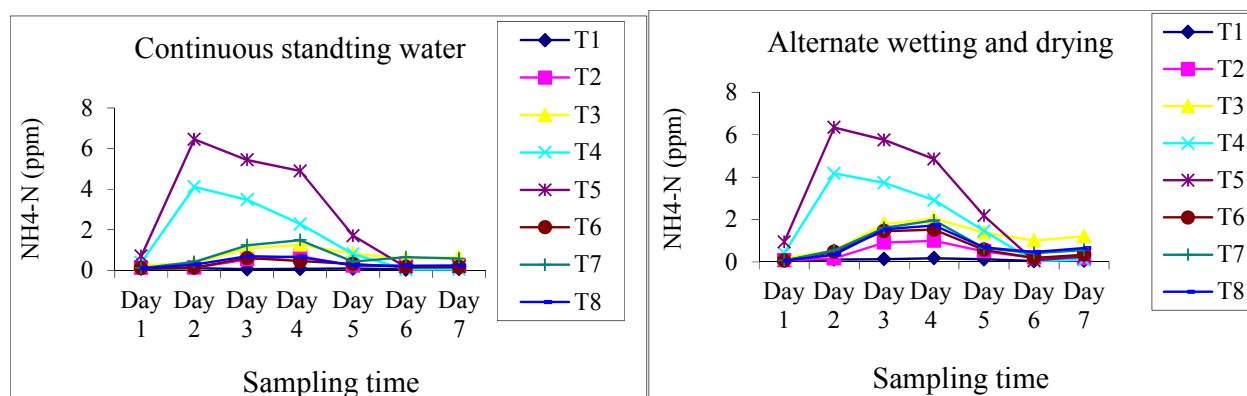 Continuous standting water
NH4-N (ppm)
8
6
4
2
0
Day 1
Day 2
Day 3
Day 4
Day 5
Day 6
Day 7
Sampling time
T1
T2
T3
T4
T5
T6
T7
T8
Alternate wetting and drying
NH4-N (ppm)
8
6
4
2
0
Day 1
Day 2
Day 3
Day 4
Day 5
Day 6
Day 7
Sampling time
T1
T2
T3
T4
T5
T6
T7
T8